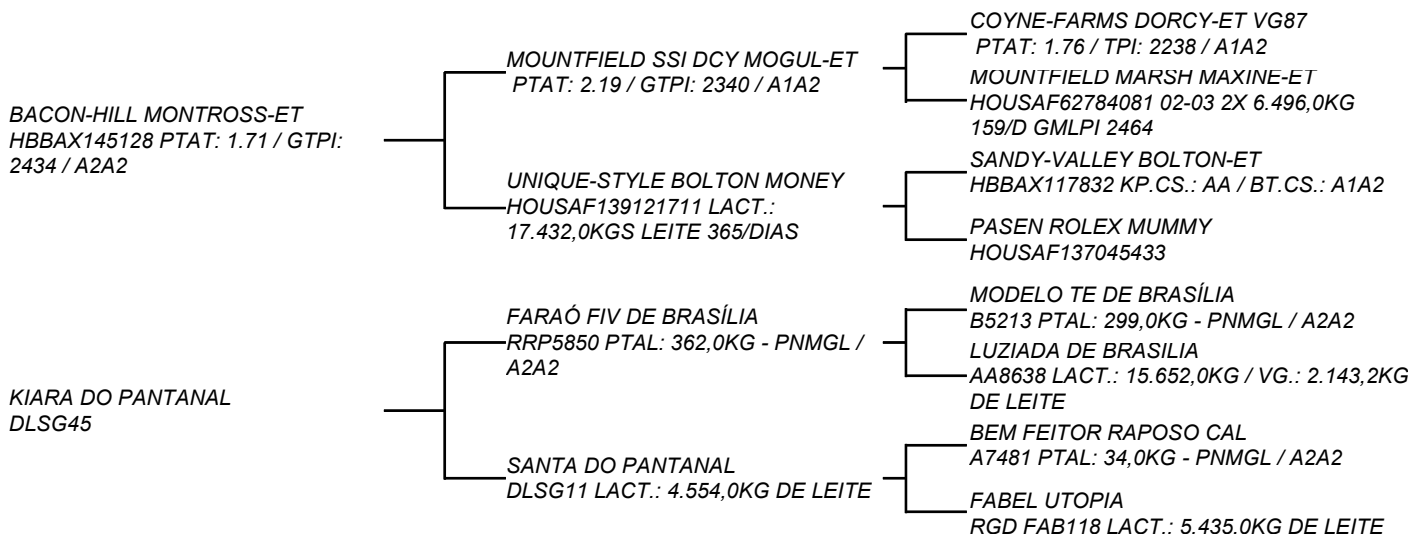 BACON-HILL MONTROSS-ET
HBBAX145128 PTAT: 1.71 / GTPI:
2434 / A2A2
MOUNTFIELD SSI DCY MOGUL-ET
PTAT: 2.19 / GTPI: 2340 / A1A2
COYNE-FARMS DORCY-ET VG87
PTAT: 1.76 / TPI: 2238 / A1A2
MOUNTFIELD MARSH MAXINE-ET
HOUSAF62784081 02-03 2X 6.496,0KG
159/D GMLPI 2464
UNIQUE-STYLE BOLTON MONEY
HOUSAF139121711 LACT.:
17.432,0KGS LEITE 365/DIAS
SANDY-VALLEY BOLTON-ET
HBBAX117832 KP.CS.: AA / BT.CS.: A1A2
PASEN ROLEX MUMMY
HOUSAF137045433
KIARA DO PANTANAL
DLSG45
FARAÓ FIV DE BRASÍLIA
RRP5850 PTAL: 362,0KG - PNMGL /
A2A2
MODELO TE DE BRASÍLIA
B5213 PTAL: 299,0KG - PNMGL / A2A2
LUZIADA DE BRASILIA
AA8638 LACT.: 15.652,0KG / VG.: 2.143,2KG
DE LEITE
SANTA DO PANTANAL
DLSG11 LACT.: 4.554,0KG DE LEITE
BEM FEITOR RAPOSO CAL
A7481 PTAL: 34,0KG - PNMGL / A2A2
FABEL UTOPIA
RGD FAB118 LACT.: 5.435.0KG DE LEITE